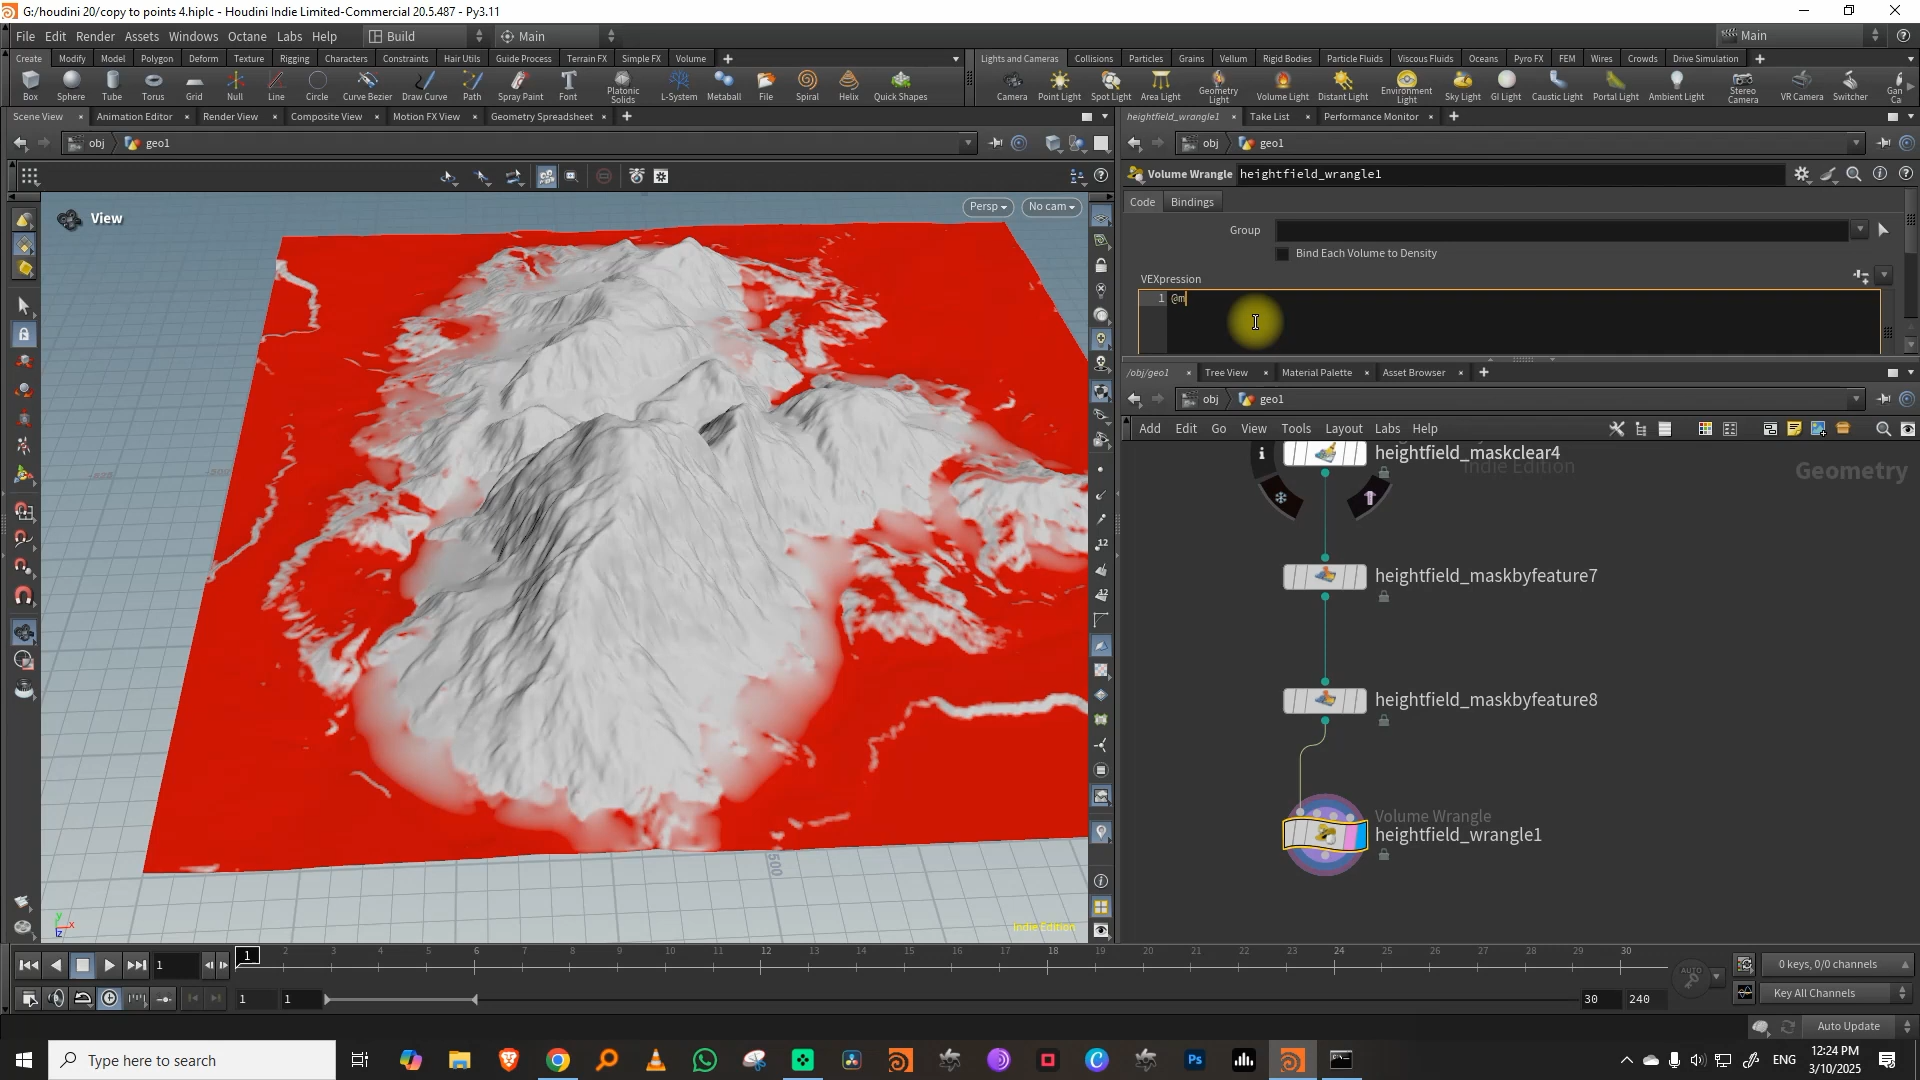 G:/houdini 20/copy to points 4.hiplc - Houdini Indie Limited-Commercial 20.5.487 - Py3.11
File Edit Render Assets Windows Octane Labs Help Build Main Main
Create Modify Model Polygon Deform Texture Rigging Characters Constraints Hair Utils Guide Process Terrain FX Simple FX Volume
Lights and Cameras Collisions Particles Grains Vellum Rigid Bodies Particle Fluids Viscous Fluids Oceans Pyro FX FEM Wires Crowds Drive Simulation
Box Sphere Tube Torus Grid Null Line Circle Curve Bezier Draw Curve Path Spray Paint Font Platonic Solids L-System Metaball File Spiral Helix Quick Shapes
Camera Point Light Spot Light Area Light Geometry Light Volume Light Distant Light Environment Light Sky Light GI Light Caustic Light Portal Light Ambient Light Stereo Camera VR Camera Switcher Gan Ca
Scene View Animation Editor Render View Composite View Motion FX View Geometry Spreadsheet
heightfield_wrangle1 Take List Performance Monitor
obj geo1
obj geo1
Volume Wrangle heightfield_wrangle1
View
Persp No cam
Code Bindings
Group
Bind Each Volume to Density
VEXpression
1 @m
/obj/geo1 Tree View Material Palette Asset Browser
obj geo1
Add Edit Go View Tools Layout Labs Help
heightfield_maskclear4
Indie Edition
Geometry
heightfield_maskbyfeature7
heightfield_maskbyfeature8
Volume Wrangle
heightfield_wrangle1
500
Indie Edition
1 1 2 3 4 5 6 7 8 9 10 11 12 13 14 15 16 17 18 19 20 21 22 23 24 25 26 27 28 29 30
AUTO
0 keys, 0/0 channels
1 1 30 240
Key All Channels
Auto Update
Type here to search
ENG
12:24 PM
3/10/2025